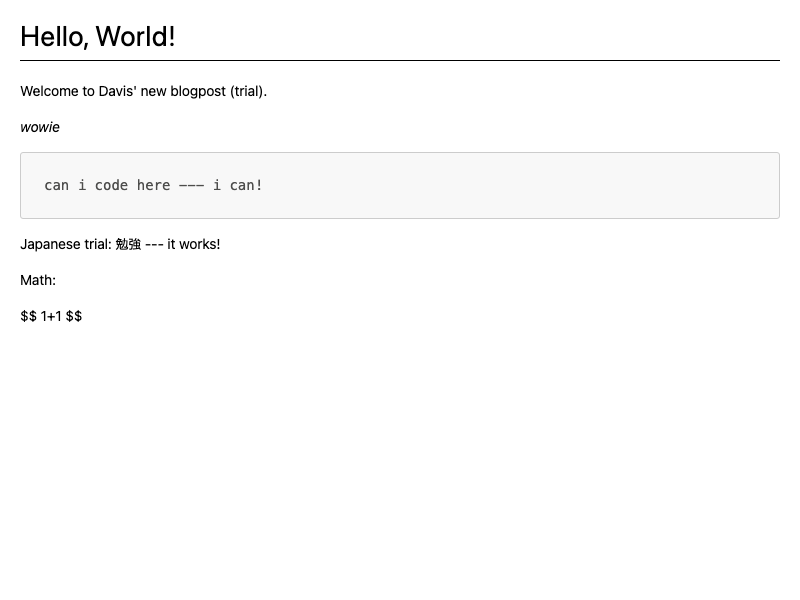 Hello, World!
Welcome to Davis' new blogpost (trial).
wowie
can i code here --- i can!
Japanese trial: 勉強 --- it works!
Math:
$$ 1+1 $$